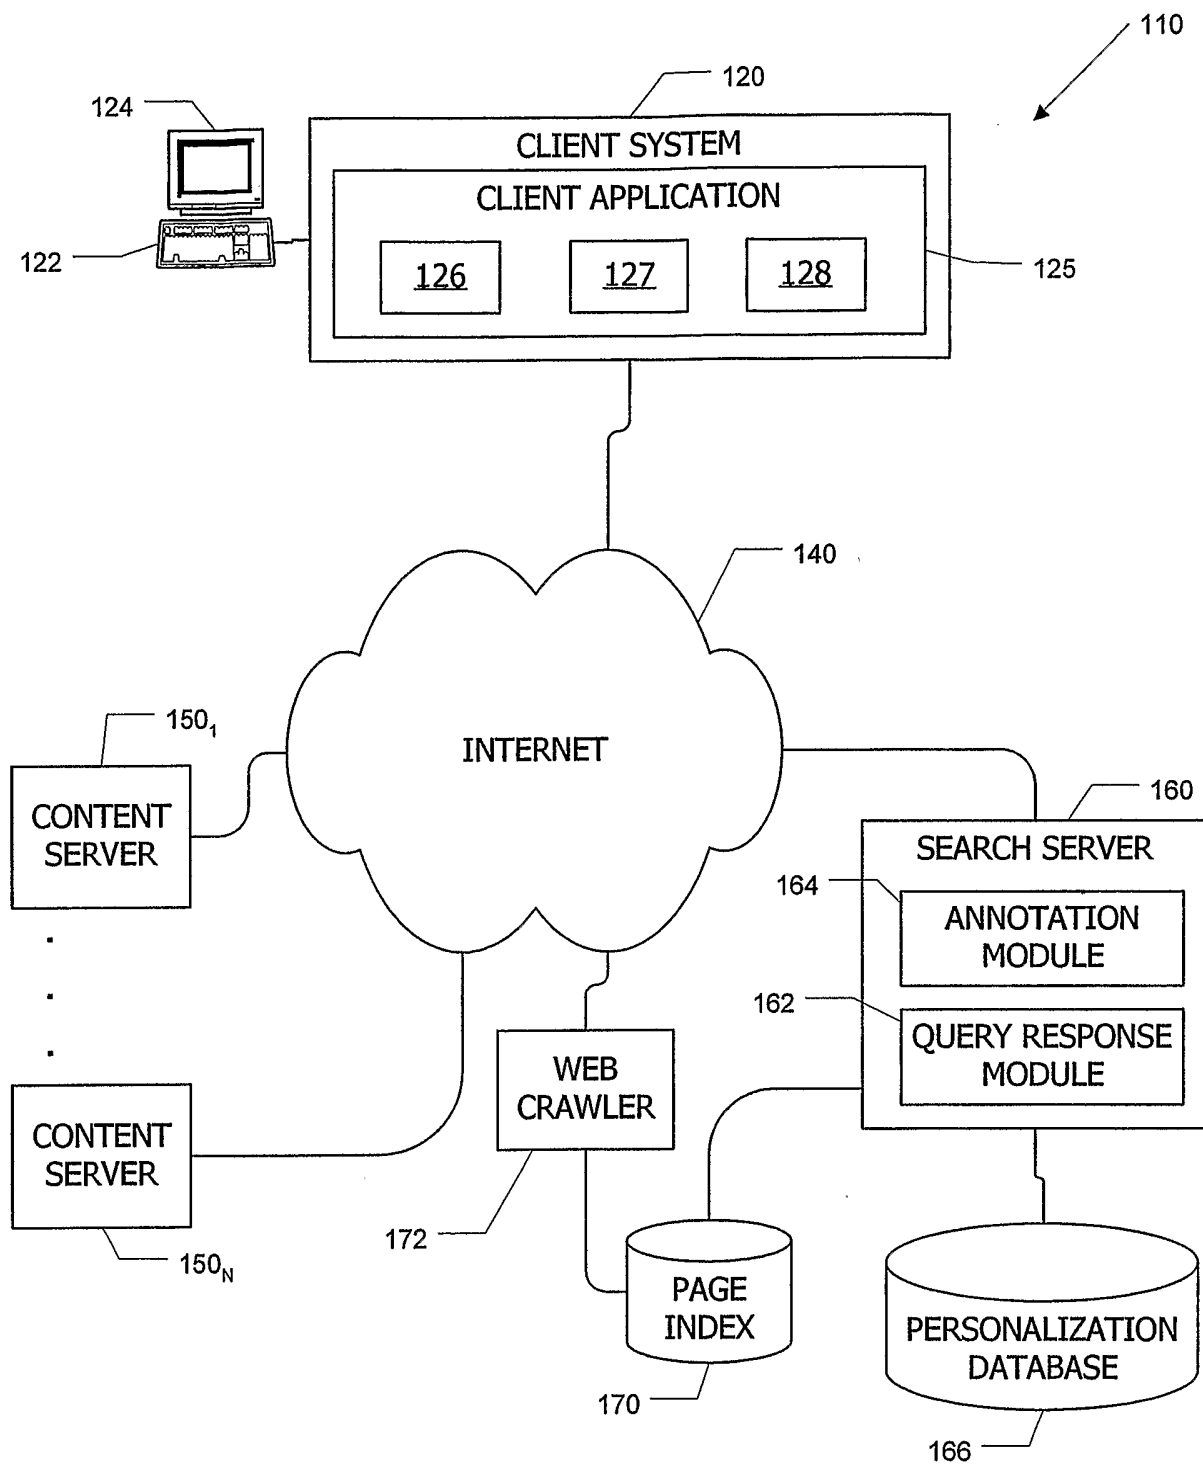 110
120
124
CLIENT SYSTEM
CLIENT APPLICATION
122
126
127
128
125
140
150₁
INTERNET
CONTENT
SERVER
160
SEARCH SERVER
164
ANNOTATION
MODULE
162
QUERY RESPONSE
MODULE
WEB
CRAWLER
CONTENT
SERVER
172
150N
PAGE
INDEX
PERSONALIZATION
DATABASE
170
166